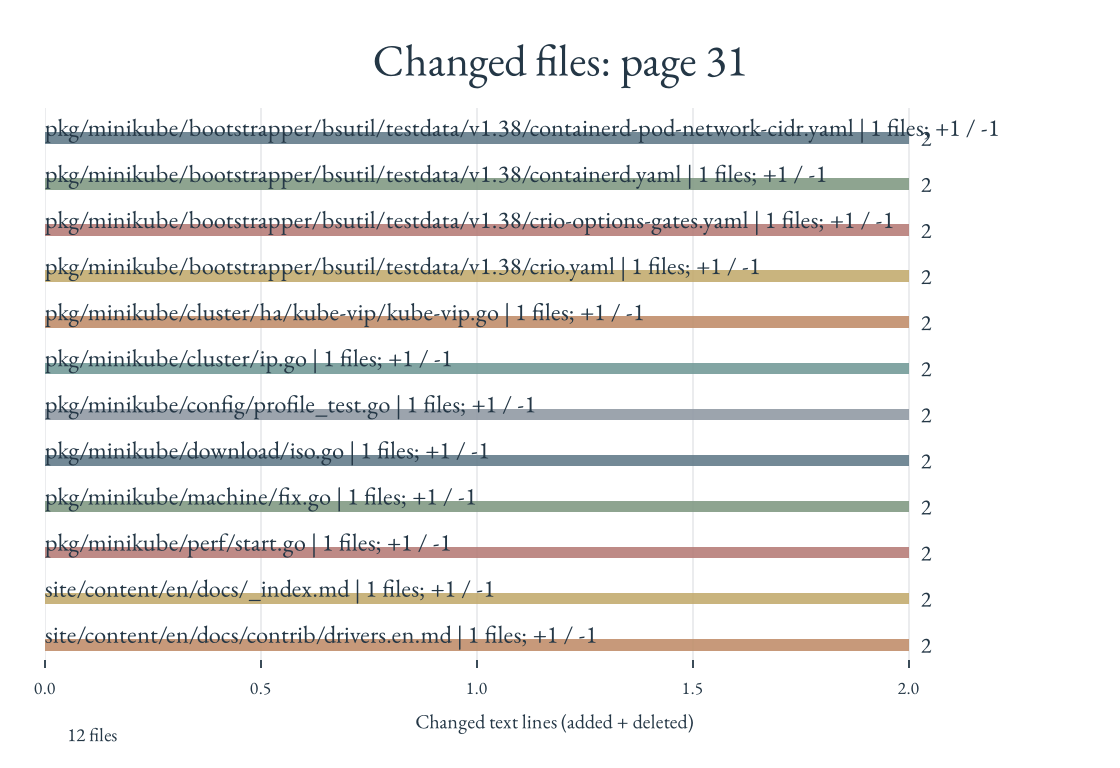 Changed files: page 31
pkg/minikube/bootstrapper/bsutil/testdata/v1.38/containerd-pod-network-cidr.yaml | 1 files; +1 / -1
2
pkg/minikube/bootstrapper/bsutil/testdata/v1.38/containerd.yaml | 1 files; +1 / -1
2
pkg/minikube/bootstrapper/bsutil/testdata/v1.38/crio-options-gates.yaml | 1 files; +1 / -1
2
pkg/minikube/bootstrapper/bsutil/testdata/v1.38/crio.yaml | 1 files; +1 / -1
2
pkg/minikube/cluster/ha/kube-vip/kube-vip.go | 1 files; +1 / -1
2
pkg/minikube/cluster/ip.go | 1 files; +1 / -1
2
pkg/minikube/config/profile_test.go | 1 files; +1 / -1
2
pkg/minikube/download/iso.go | 1 files; +1 / -1
2
pkg/minikube/machine/fix.go | 1 files; +1 / -1
2
pkg/minikube/perf/start.go | 1 files; +1 / -1
2
site/content/en/docs/_index.md | 1 files; +1 / -1
2
site/content/en/docs/contrib/drivers.en.md | 1 files; +1 / -1
2
0.0 0.5 1.0 1.5 2.0
Changed text lines (added + deleted)
12 files